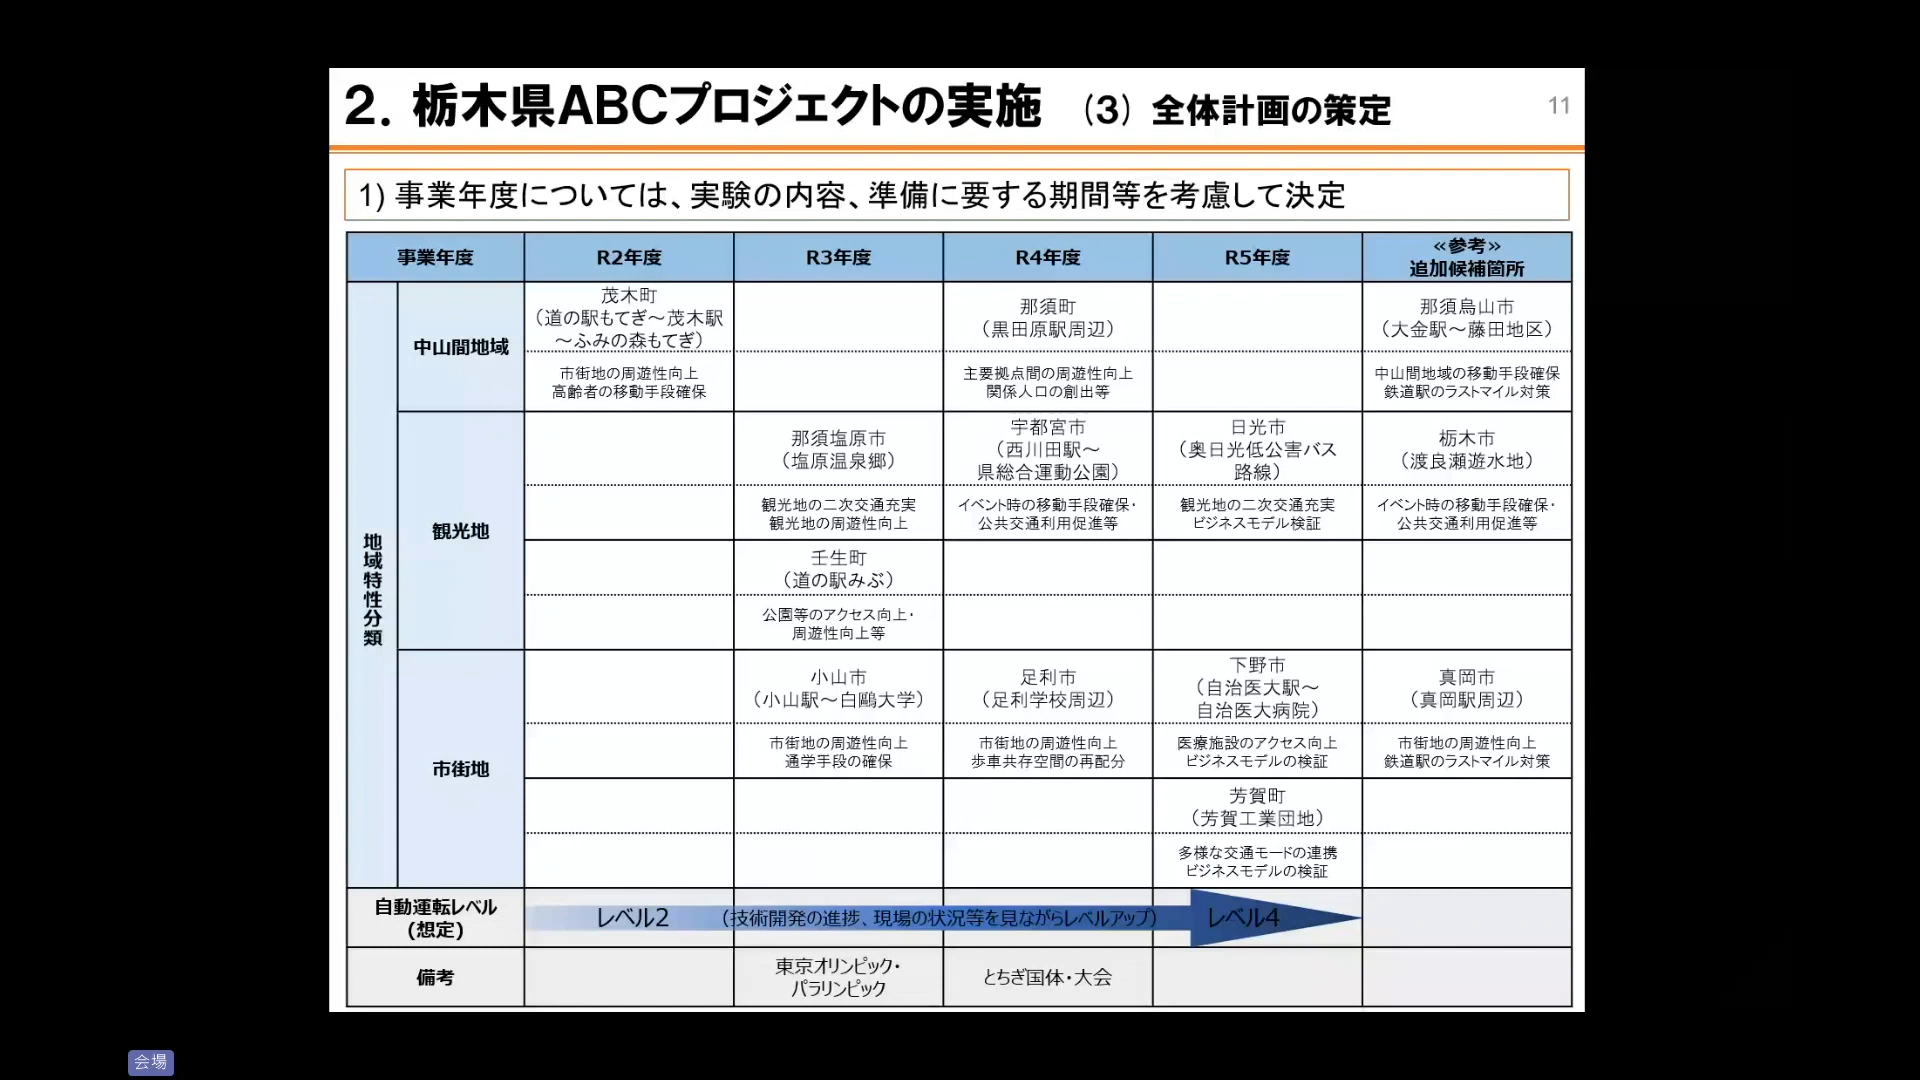 2. 栃木県ABCプロジェクトの実施 (3) 全体計画の策定
11
1) 事業年度については、実験の内容、準備に要する期間等を考慮して決定
事業年度
R2年度
R3年度
R4年度
R5年度
≪参考≫
追加候補箇所
地域特性分類
中山間地域
茂木町
（道の駅もてぎ～茂木駅
～ふみの森もてぎ）
那須町
（黒田原駅周辺）
那須烏山市
（大金駅～藤田地区）
市街地の周遊性向上
高齢者の移動手段確保
主要拠点間の周遊性向上
関係人口の創出等
中山間地域の移動手段確保
鉄道駅のラストマイル対策
観光地
那須塩原市
（塩原温泉郷）
宇都宮市
（西川田駅～
県総合運動公園）
日光市
（奥日光低公害バス
路線）
栃木市
（渡良瀬遊水地）
観光地の二次交通充実
観光地の周遊性向上
イベント時の移動手段確保・
公共交通利用促進等
観光地の二次交通充実
ビジネスモデル検証
イベント時の移動手段確保・
公共交通利用促進等
壬生町
（道の駅みぶ）
公園等のアクセス向上・
周遊性向上等
市街地
小山市
（小山駅～白鷗大学）
足利市
（足利学校周辺）
下野市
（自治医大駅～
自治医大病院）
真岡市
（真岡駅周辺）
市街地の周遊性向上
通学手段の確保
市街地の周遊性向上
歩車共存空間の再配分
医療施設のアクセス向上
ビジネスモデルの検証
市街地の周遊性向上
鉄道駅のラストマイル対策
芳賀町
（芳賀工業団地）
多様な交通モードの連携
ビジネスモデルの検証
自動運転レベル
(想定)
レベル2
（技術開発の進捗、現場の状況等を見ながらレベルアップ）
レベル4
備考
東京オリンピック・
パラリンピック
とちぎ国体・大会
会場